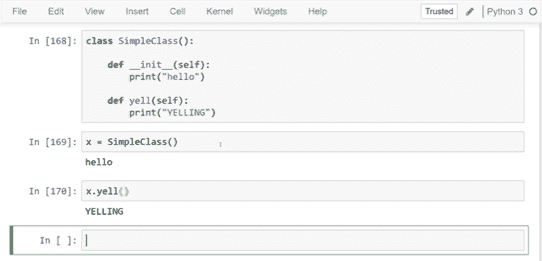 File Edit View Insert Cell Kernel Widgets Help Trusted Python 3
In [168]: class SimpleClass():
def __init__(self):
print("hello")
def yell(self):
print("YELLING")
In [169]: x = SimpleClass()
hello
In [170]: x.yell()
YELLING
In [ ]: